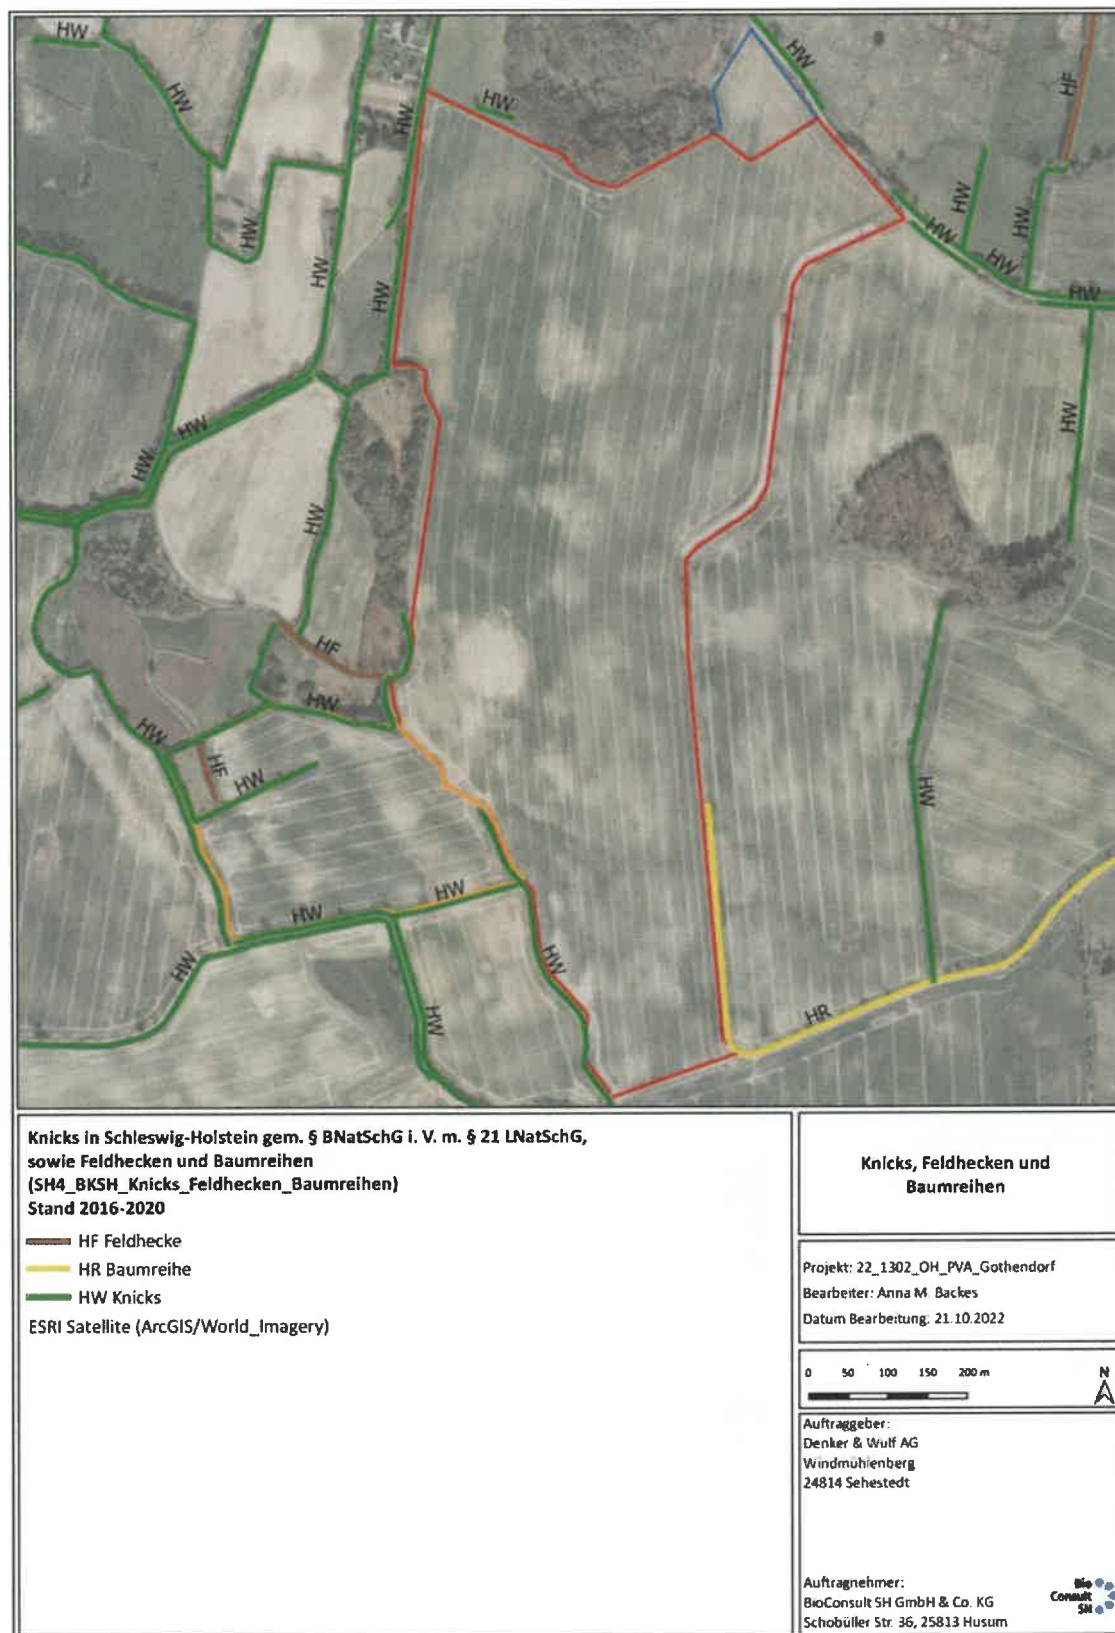 HW
HW
HW
HW
HW
HF
HW
HW
HW
HW
HW
HW
HW
HW
HW
HW
HW
HW
HF
HW
HW
HF
HW
HW
HW
HW
HW
HW
HW
HR
Knicks in Schleswig-Holstein gem. § BNatSchG i. V. m. § 21 LNatSchG,
sowie Feldhecken und Baumreihen
(SH4_BKSH_Knicks_Feldhecken_Baumreihen)
Stand 2016-2020
HF Feldhecke
HR Baumreihe
HW Knicks
ESRI Satellite (ArcGIS/World_Imagery)
Knicks, Feldhecken und
Baumreihen
Projekt: 22_1302_OH_PVA_Gothendorf
Bearbeiter: Anna M. Backes
Datum Bearbeitung: 21.10.2022
0 50 100 150 200 m
N
Auftraggeber:
Denker & Wulf AG
Windmühlenberg
24814 Sehestedt
Auftragnehmer:
BioConsult SH GmbH & Co. KG
Schobüller Str. 36, 25813 Husum
Bio
Consult
SH